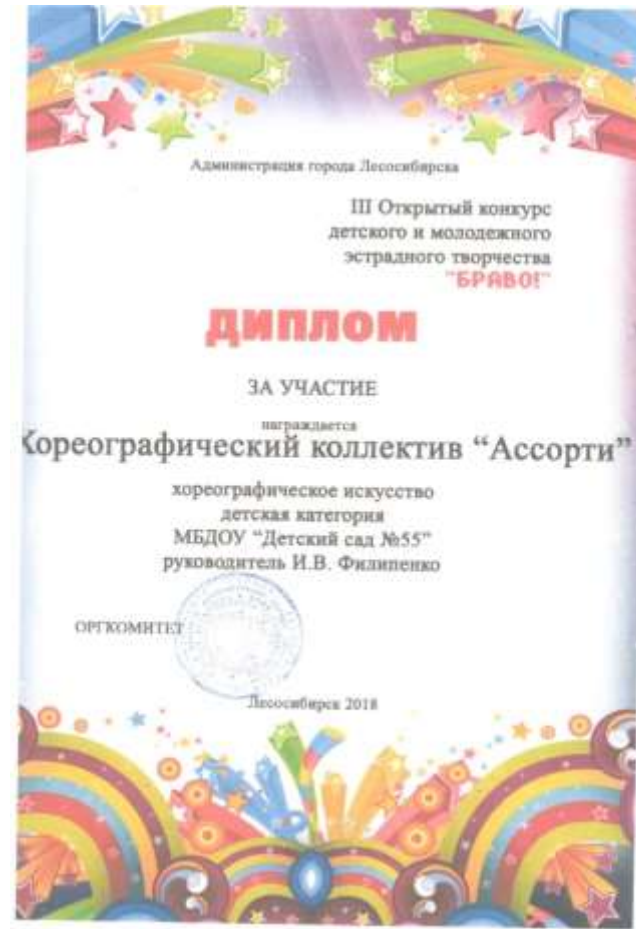 Администрация города Лесосибирска
III Открытый конкурс
детского и молодежного
эстрадного творчества
"БРАВО!"
ДИПЛОМ
ЗА УЧАСТИЕ
награждается
Хореографический коллектив “Ассорти”
хореографическое искусство
детская категория
МБДОУ “Детский сад №55”
руководитель И.В. Филипенко
ОРГКОМИТЕТ
Лесосибирск 2018